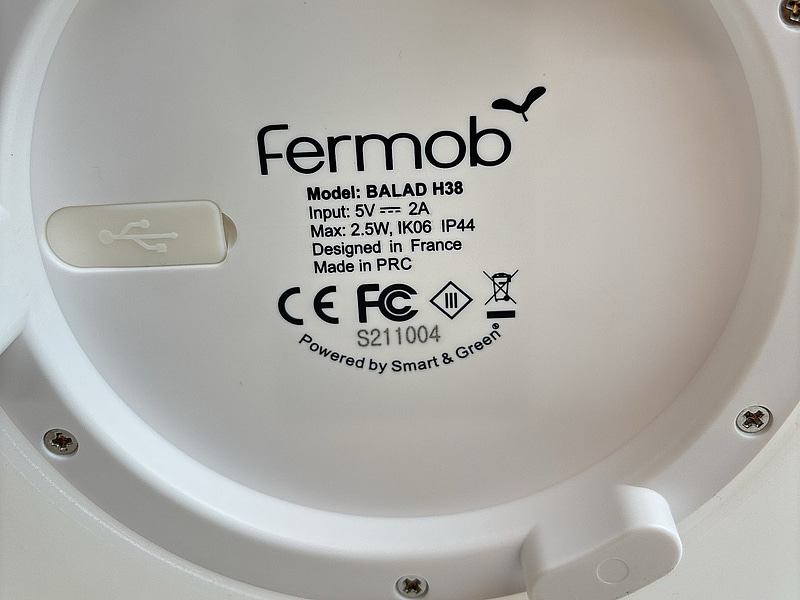 Fermob
Model: BALAD H38
Input: 5V ⎓ 2A
Max: 2.5W, IK06 IP44
Designed in France
Made in PRC
CE FC III
S211004
Powered by Smart & Green®